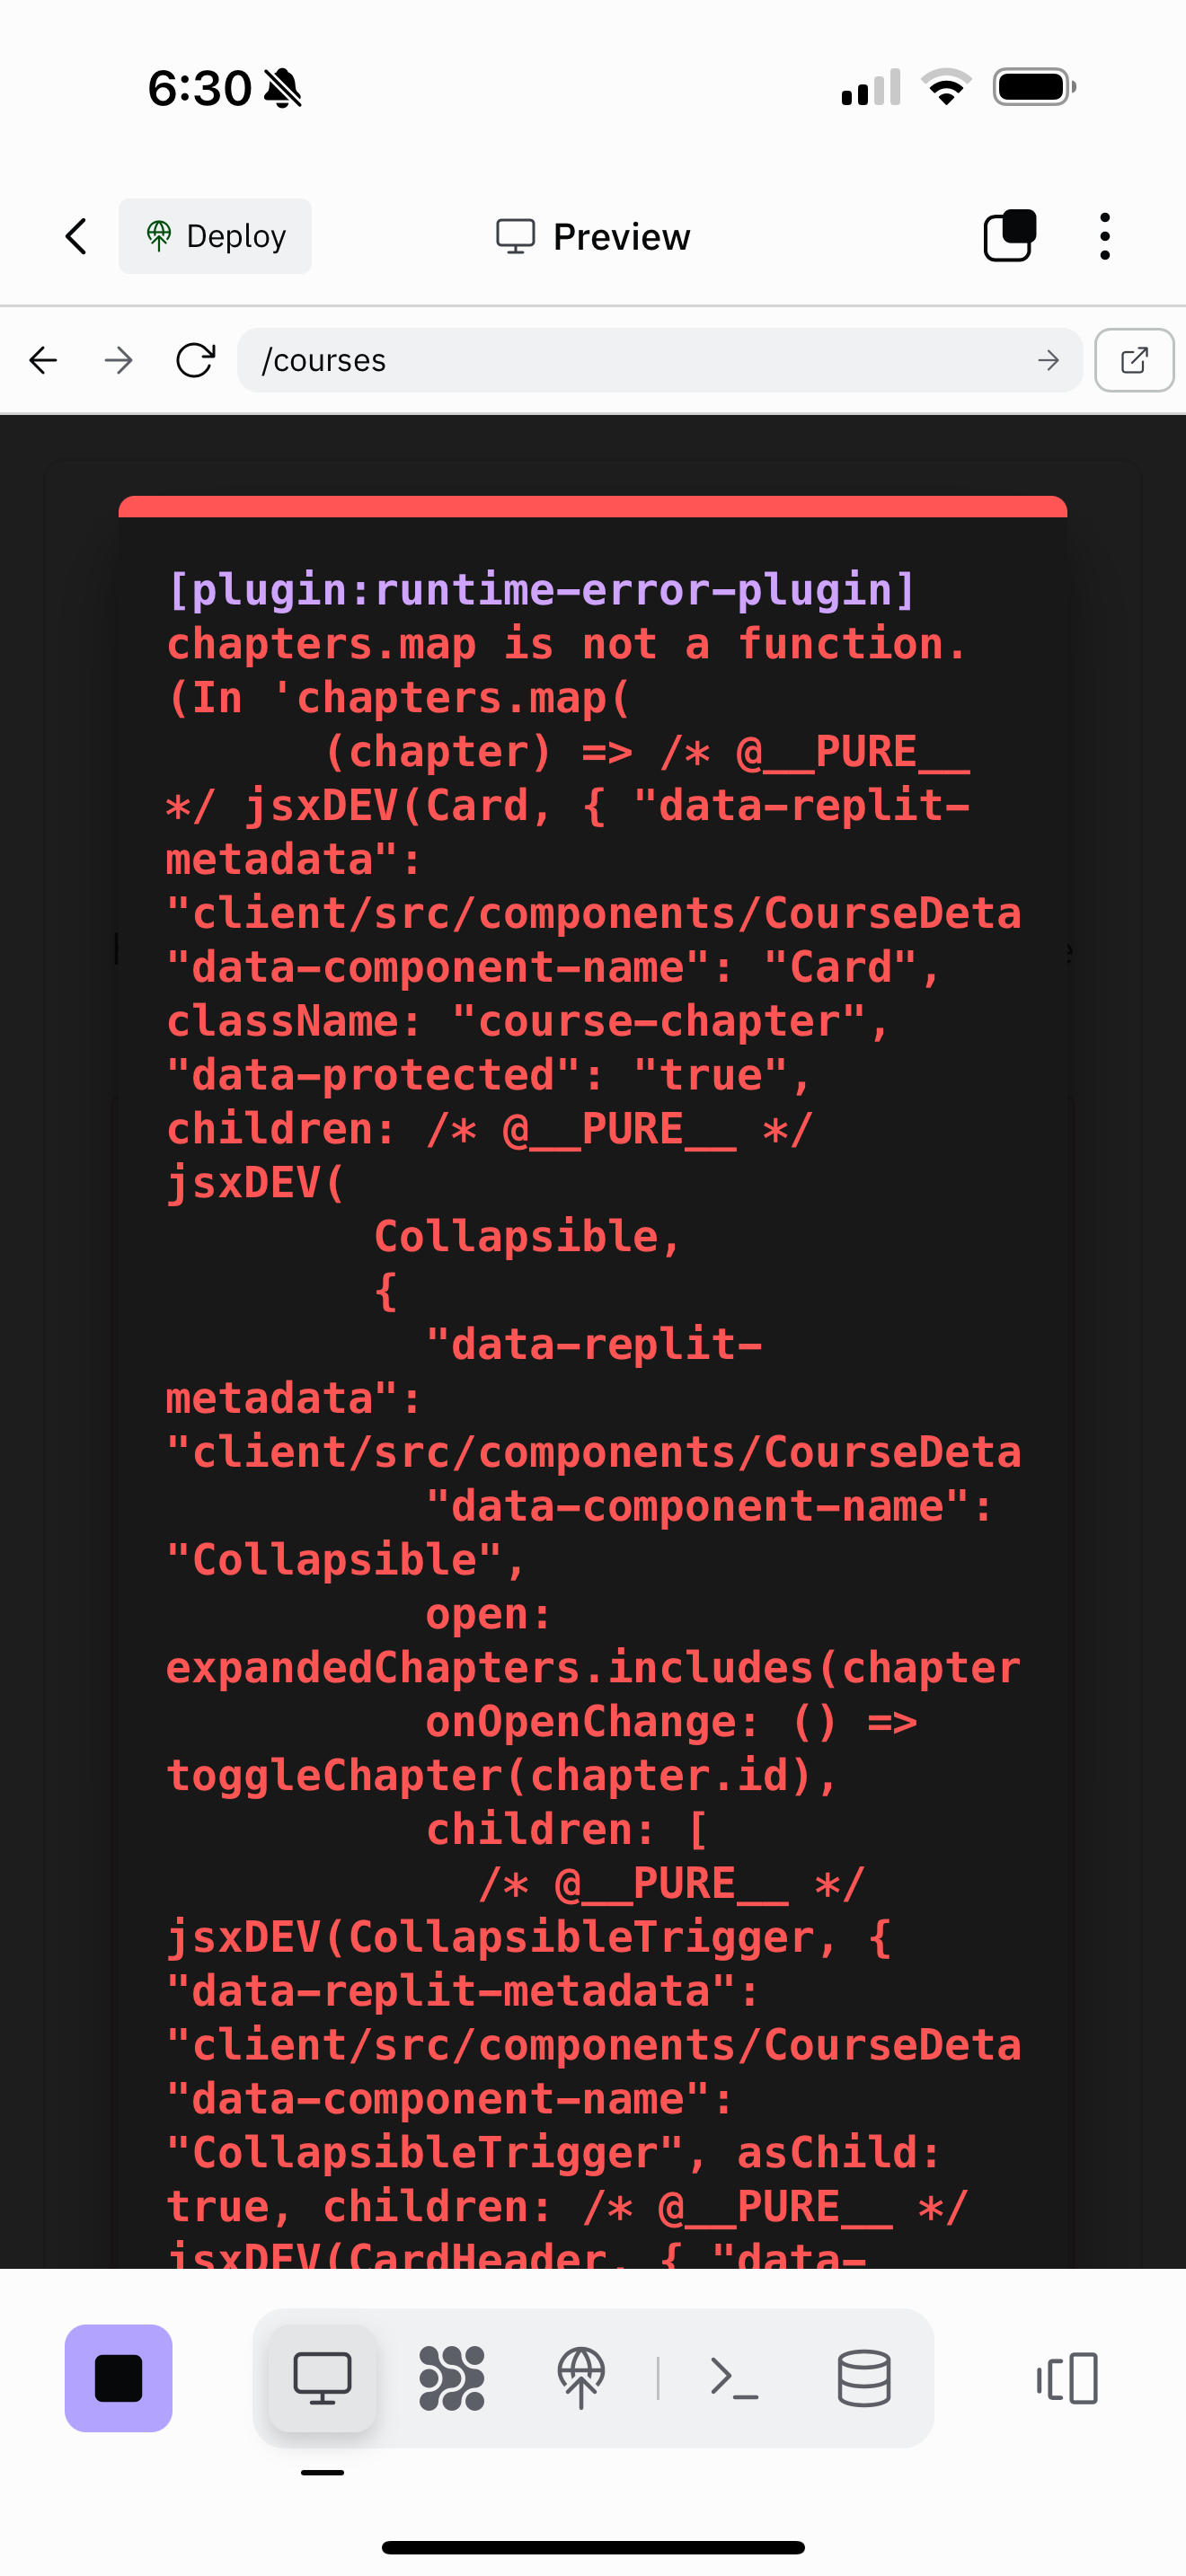 6:30
Deploy
Preview
/courses
[plugin:runtime-error-plugin]
chapters.map is not a function.
(In 'chapters.map(
(chapter) => /* @__PURE__
*/ jsxDEV(Card, { "data-replit-
metadata":
"client/src/components/CourseDeta
"data-component-name": "Card",
className: "course-chapter",
"data-protected": "true",
children: /* @__PURE__ */
jsxDEV(
Collapsible,
{
"data-replit-
metadata":
"client/src/components/CourseDeta
"data-component-name":
"Collapsible",
open:
expandedChapters.includes(chapter
onOpenChange: () =>
toggleChapter(chapter.id),
children: [
/* @__PURE__ */
jsxDEV(CollapsibleTrigger, {
"data-replit-metadata":
"client/src/components/CourseDeta
"data-component-name":
"CollapsibleTrigger", asChild:
true, children: /* @__PURE__ */
jsxDEV(CardHeader, { "data-